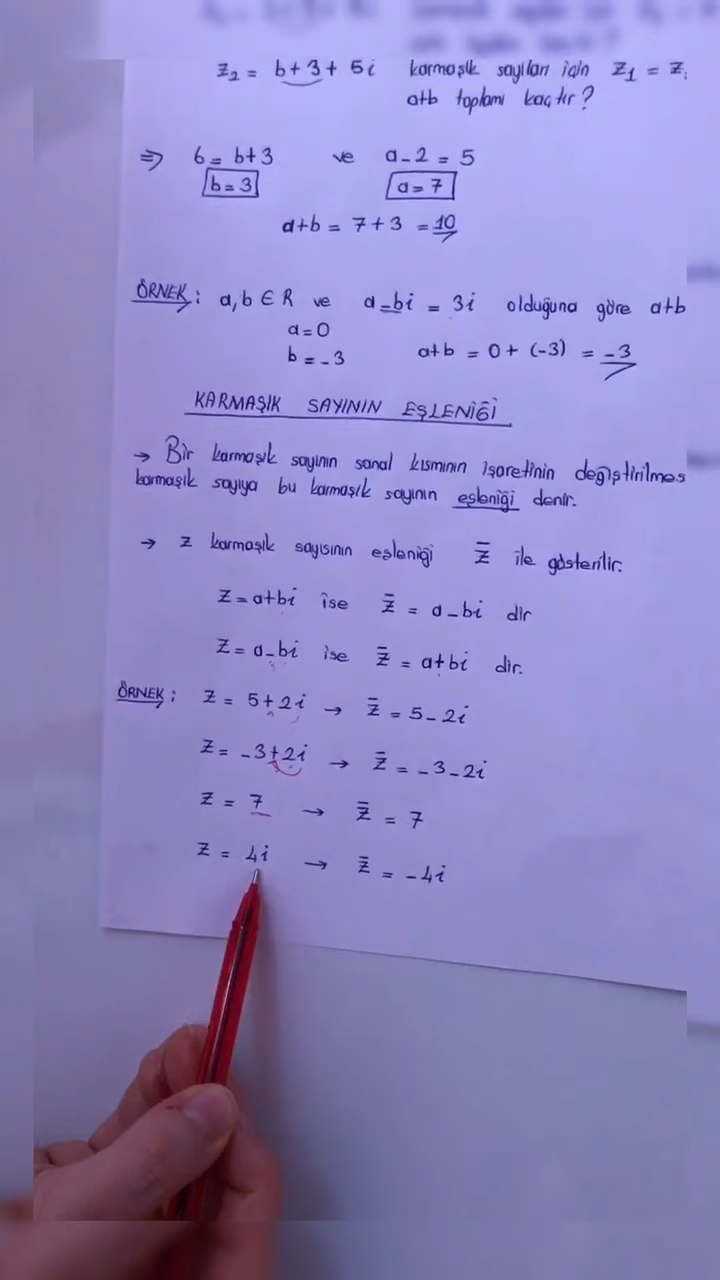 z₂ = b+3+5i karmaşık sayıları için z₁ = z
a+b toplamı kaçtır?
⇒ 6 = b+3 ve a-2 = 5
b=3 a=7
a+b = 7+3 = 10
ÖRNEK: a,b ∈ R ve a-bi = 3i olduğuna göre a+b
a=0
b=-3 a+b = 0+(-3) = -3
KARMAŞIK SAYININ EŞLENİĞİ
→ Bir karmaşık sayının sanal kısmının işaretinin değiştirilmes
karmaşık sayıya bu karmaşık sayının eşleniği denir.
→ z karmaşık sayısının eşleniği z̄ ile gösterilir.
z=a+bi ise z̄ = a-bi dir
z=a-bi ise z̄ = a+bi dir.
ÖRNEK: z = 5+2i → z̄ = 5-2i
z = -3+2i → z̄ = -3-2i
z = 7 → z̄ = 7
z = 4i → z̄ = -4i